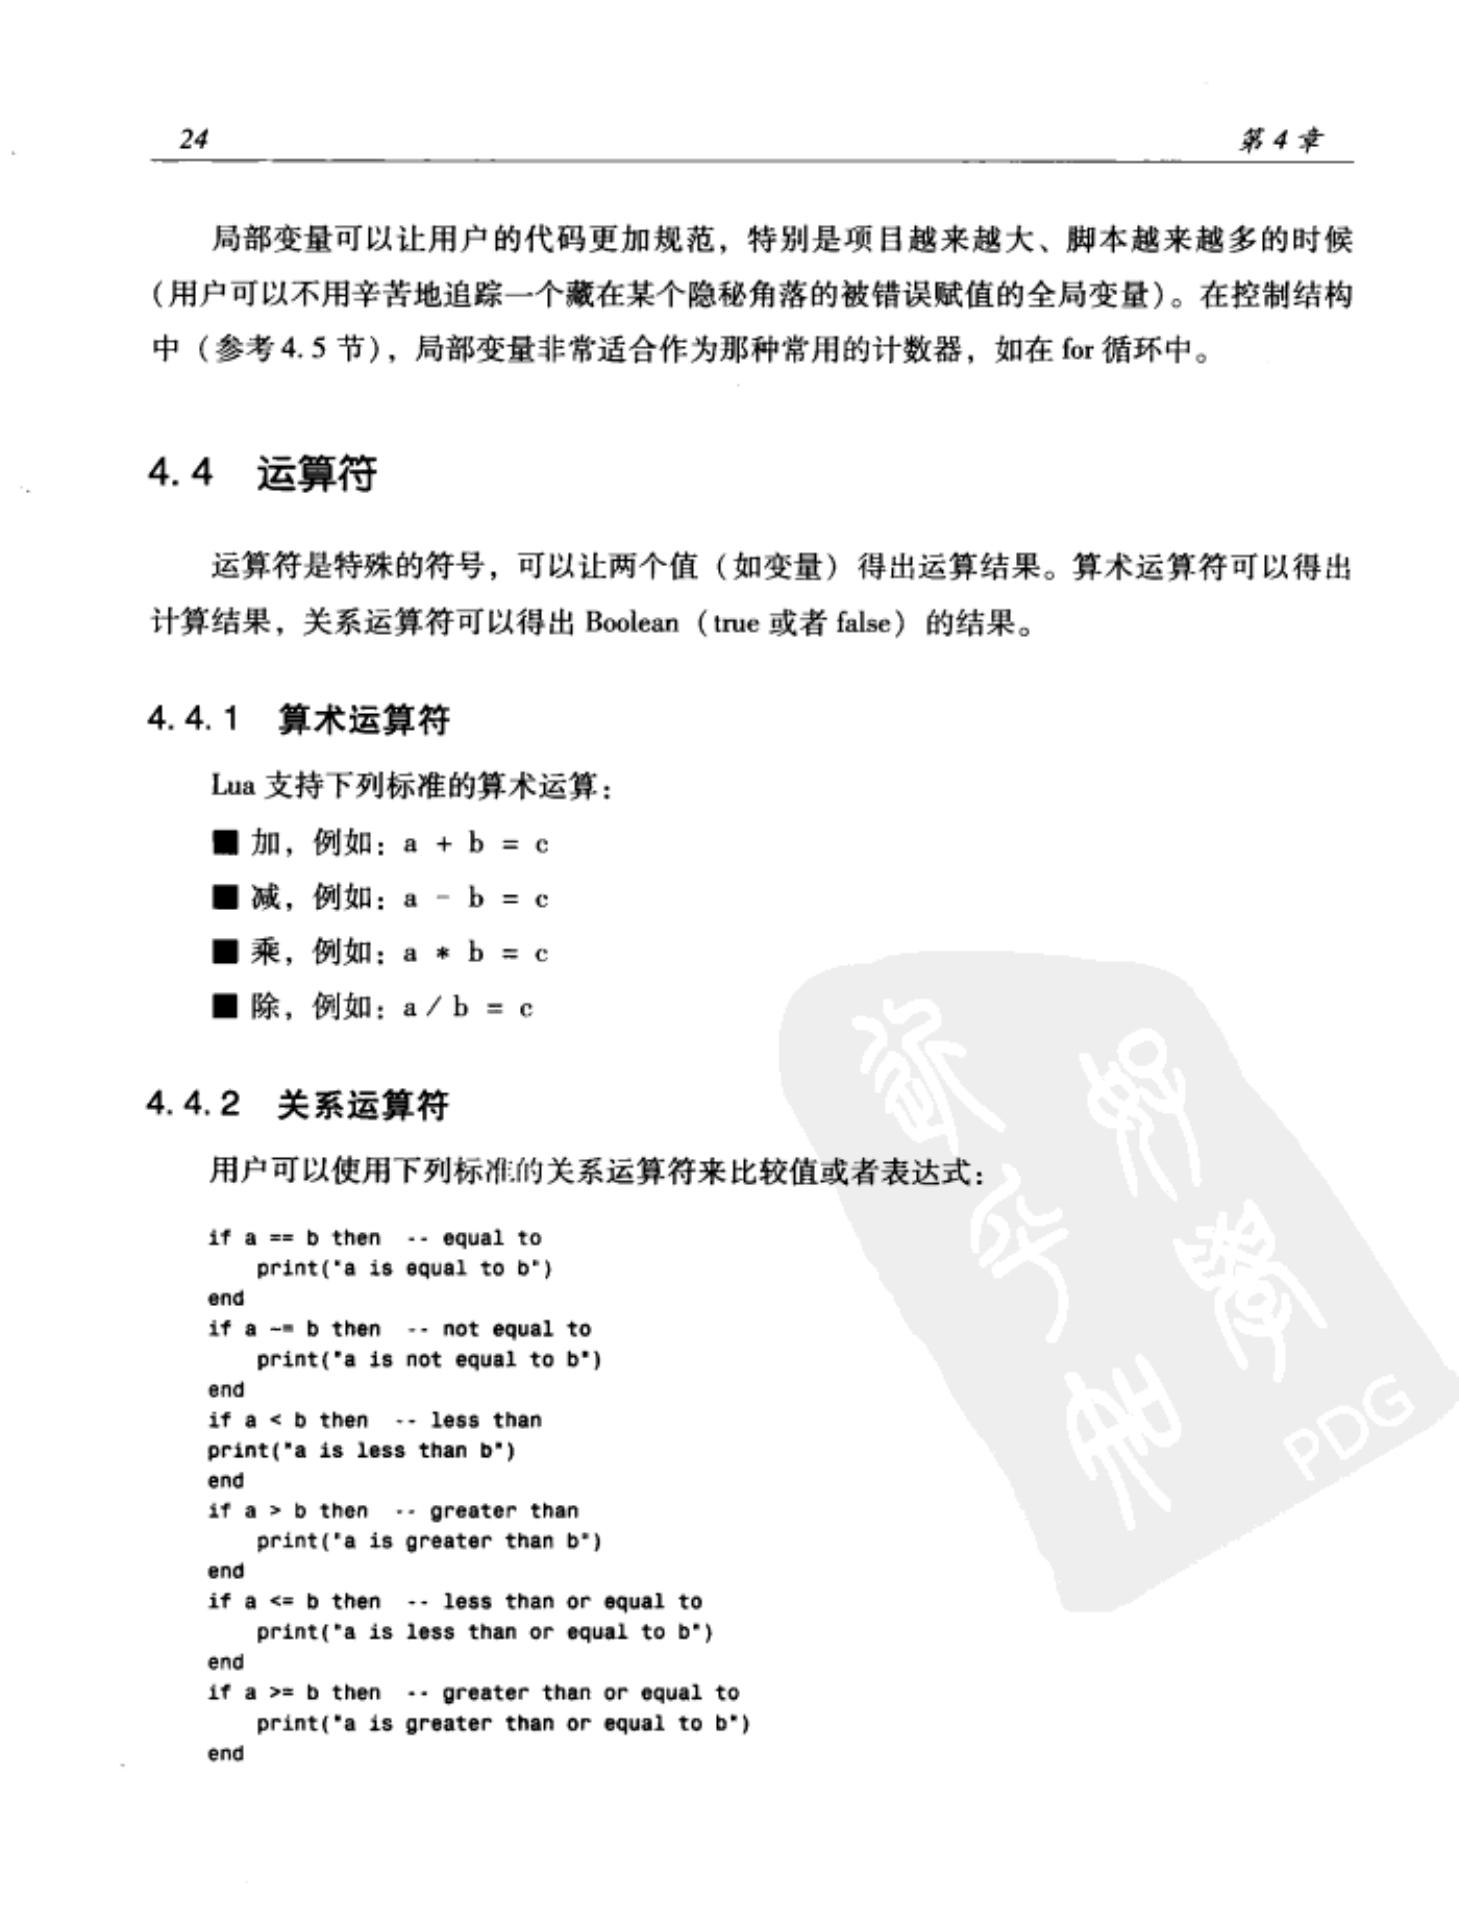 24
第 4 章
局部变量可以让用户的代码更加规范，特别是项目越来越大、脚本越来越多的时候
（用户可以不用辛苦地追踪一个藏在某个隐秘角落的被错误赋值的全局变量）。在控制结构
中（参考 4.5 节），局部变量非常适合作为那种常用的计数器，如在 for 循环中。
4.4 运算符
运算符是特殊的符号，可以让两个值（如变量）得出运算结果。算术运算符可以得出
计算结果，关系运算符可以得出 Boolean（true 或者 false）的结果。
4.4.1 算术运算符
Lua 支持下列标准的算术运算：
■ 加，例如：a + b = c
■ 减，例如：a - b = c
■ 乘，例如：a * b = c
■ 除，例如：a / b = c
4.4.2 关系运算符
用户可以使用下列标准的关系运算符来比较值或者表达式：
if a == b then  -- equal to
    print("a is equal to b")
end
if a ~= b then  -- not equal to
    print("a is not equal to b")
end
if a < b then  -- less than
print("a is less than b")
end
if a > b then  -- greater than
    print("a is greater than b")
end
if a <= b then  -- less than or equal to
    print("a is less than or equal to b")
end
if a >= b then  -- greater than or equal to
    print("a is greater than or equal to b")
end
PDG